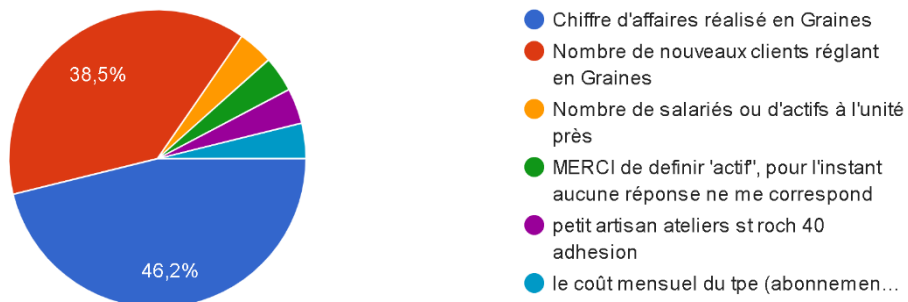 38,5%
46,2%
Chiffre d'affaires réalisé en Graines
Nombre de nouveaux clients réglant
en Graines
Nombre de salariés ou d'actifs à l'unité
près
MERCI de definir 'actif", pour l'instant
aucune réponse ne me correspond
petit artisan ateliers st roch 40
adhesion
le coût mensuel du tpe (abonnemen…